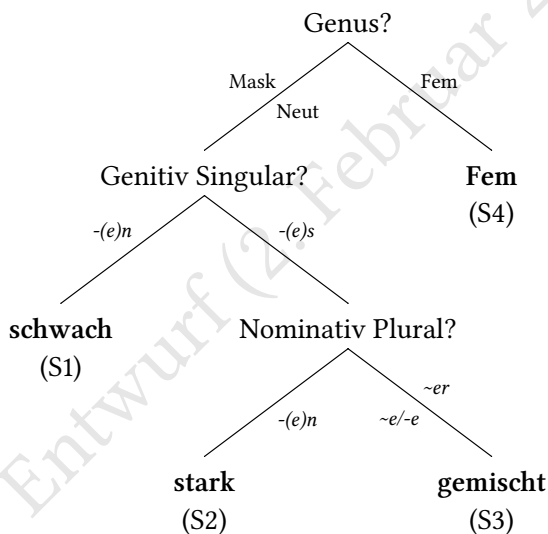 Genus?
Mask
Neut
Fem
Genitiv Singular?
Fem
(S4)
-(e)n
-(e)s
schwach
(S1)
Nominativ Plural?
-(e)n
~e/-e
~er
stark
(S2)
gemischt
(S3)
Entwurf (2. Februar 2